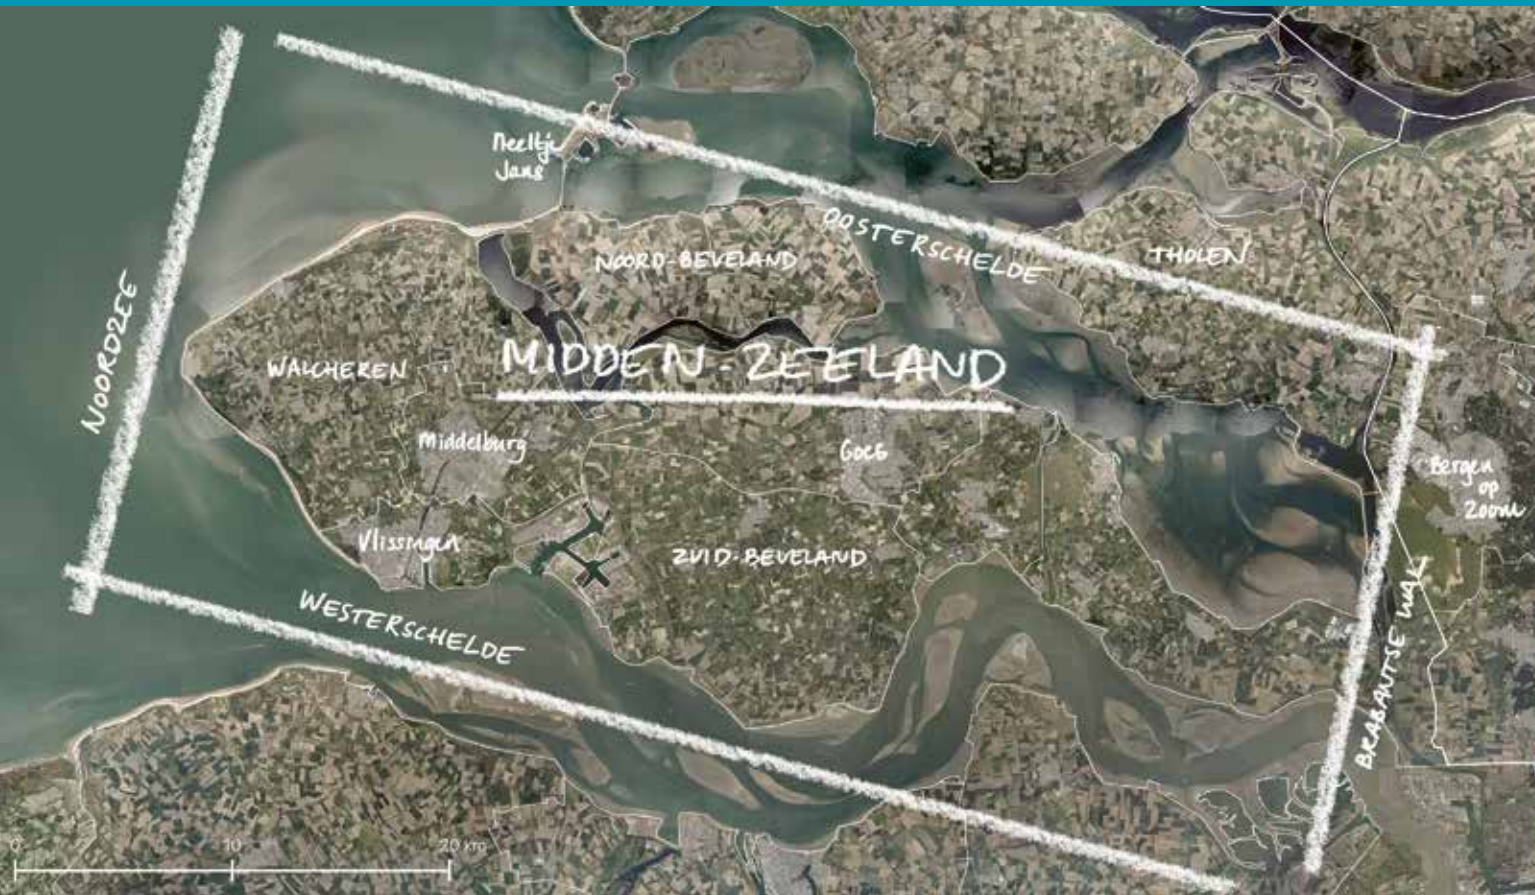 Neeltje
Jans
OOSTERSCHELDE
NOORD-BEVELAND
THOLEN
NOORDZEE
WALCHEREN
MIDDEN-ZEELAND
Middelburg
Goes
Bergen
op
Zoom
Vlissingen
ZUID-BEVELAND
WESTERSCHELDE
BRABANTSE WAL
0 10 20 km